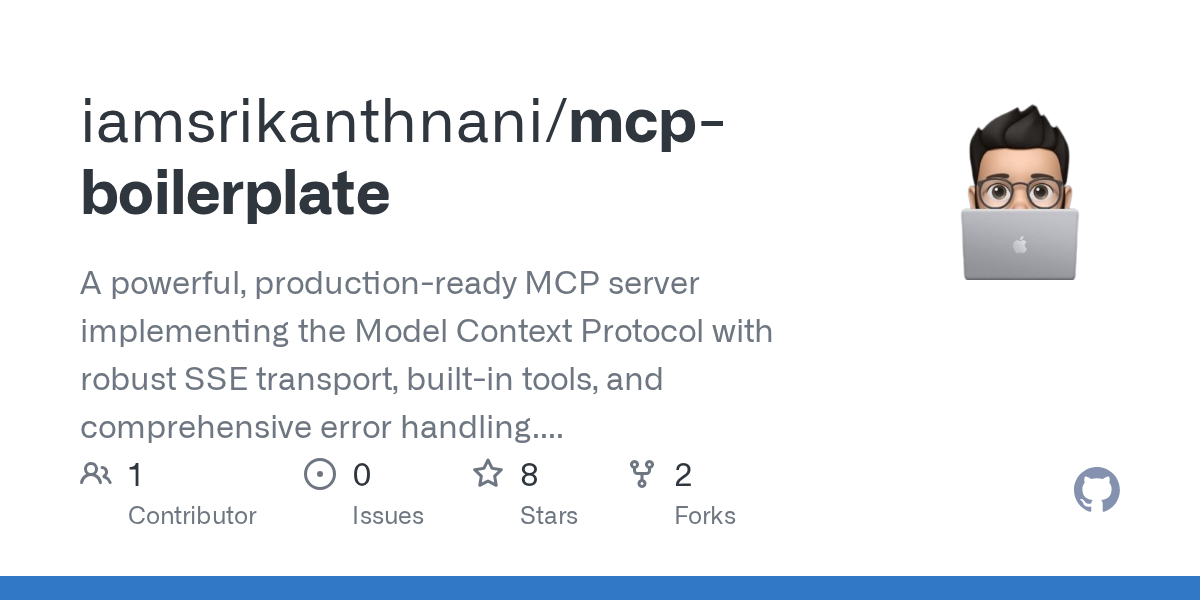 iamsrikanthnani/mcp-
boilerplate
A powerful, production-ready MCP server
implementing the Model Context Protocol with
robust SSE transport, built-in tools, and
comprehensive error handling....
1 0 8 2
Contributor Issues Stars Forks